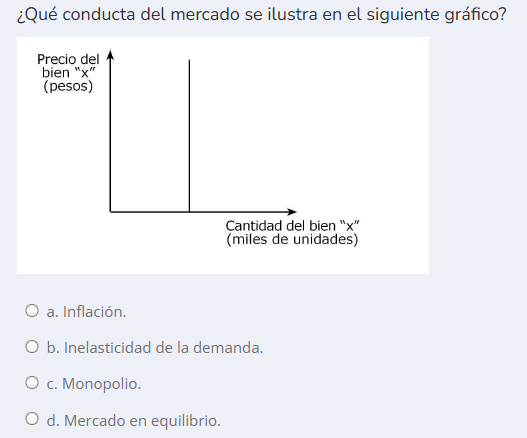 ¿Qué conducta del mercado se ilustra en el siguiente gráfico?
Precio del
bien “x”
(pesos)
Cantidad del bien “x”
(miles de unidades)
a. Inflación.
b. Inelasticidad de la demanda.
c. Monopolio.
d. Mercado en equilibrio.